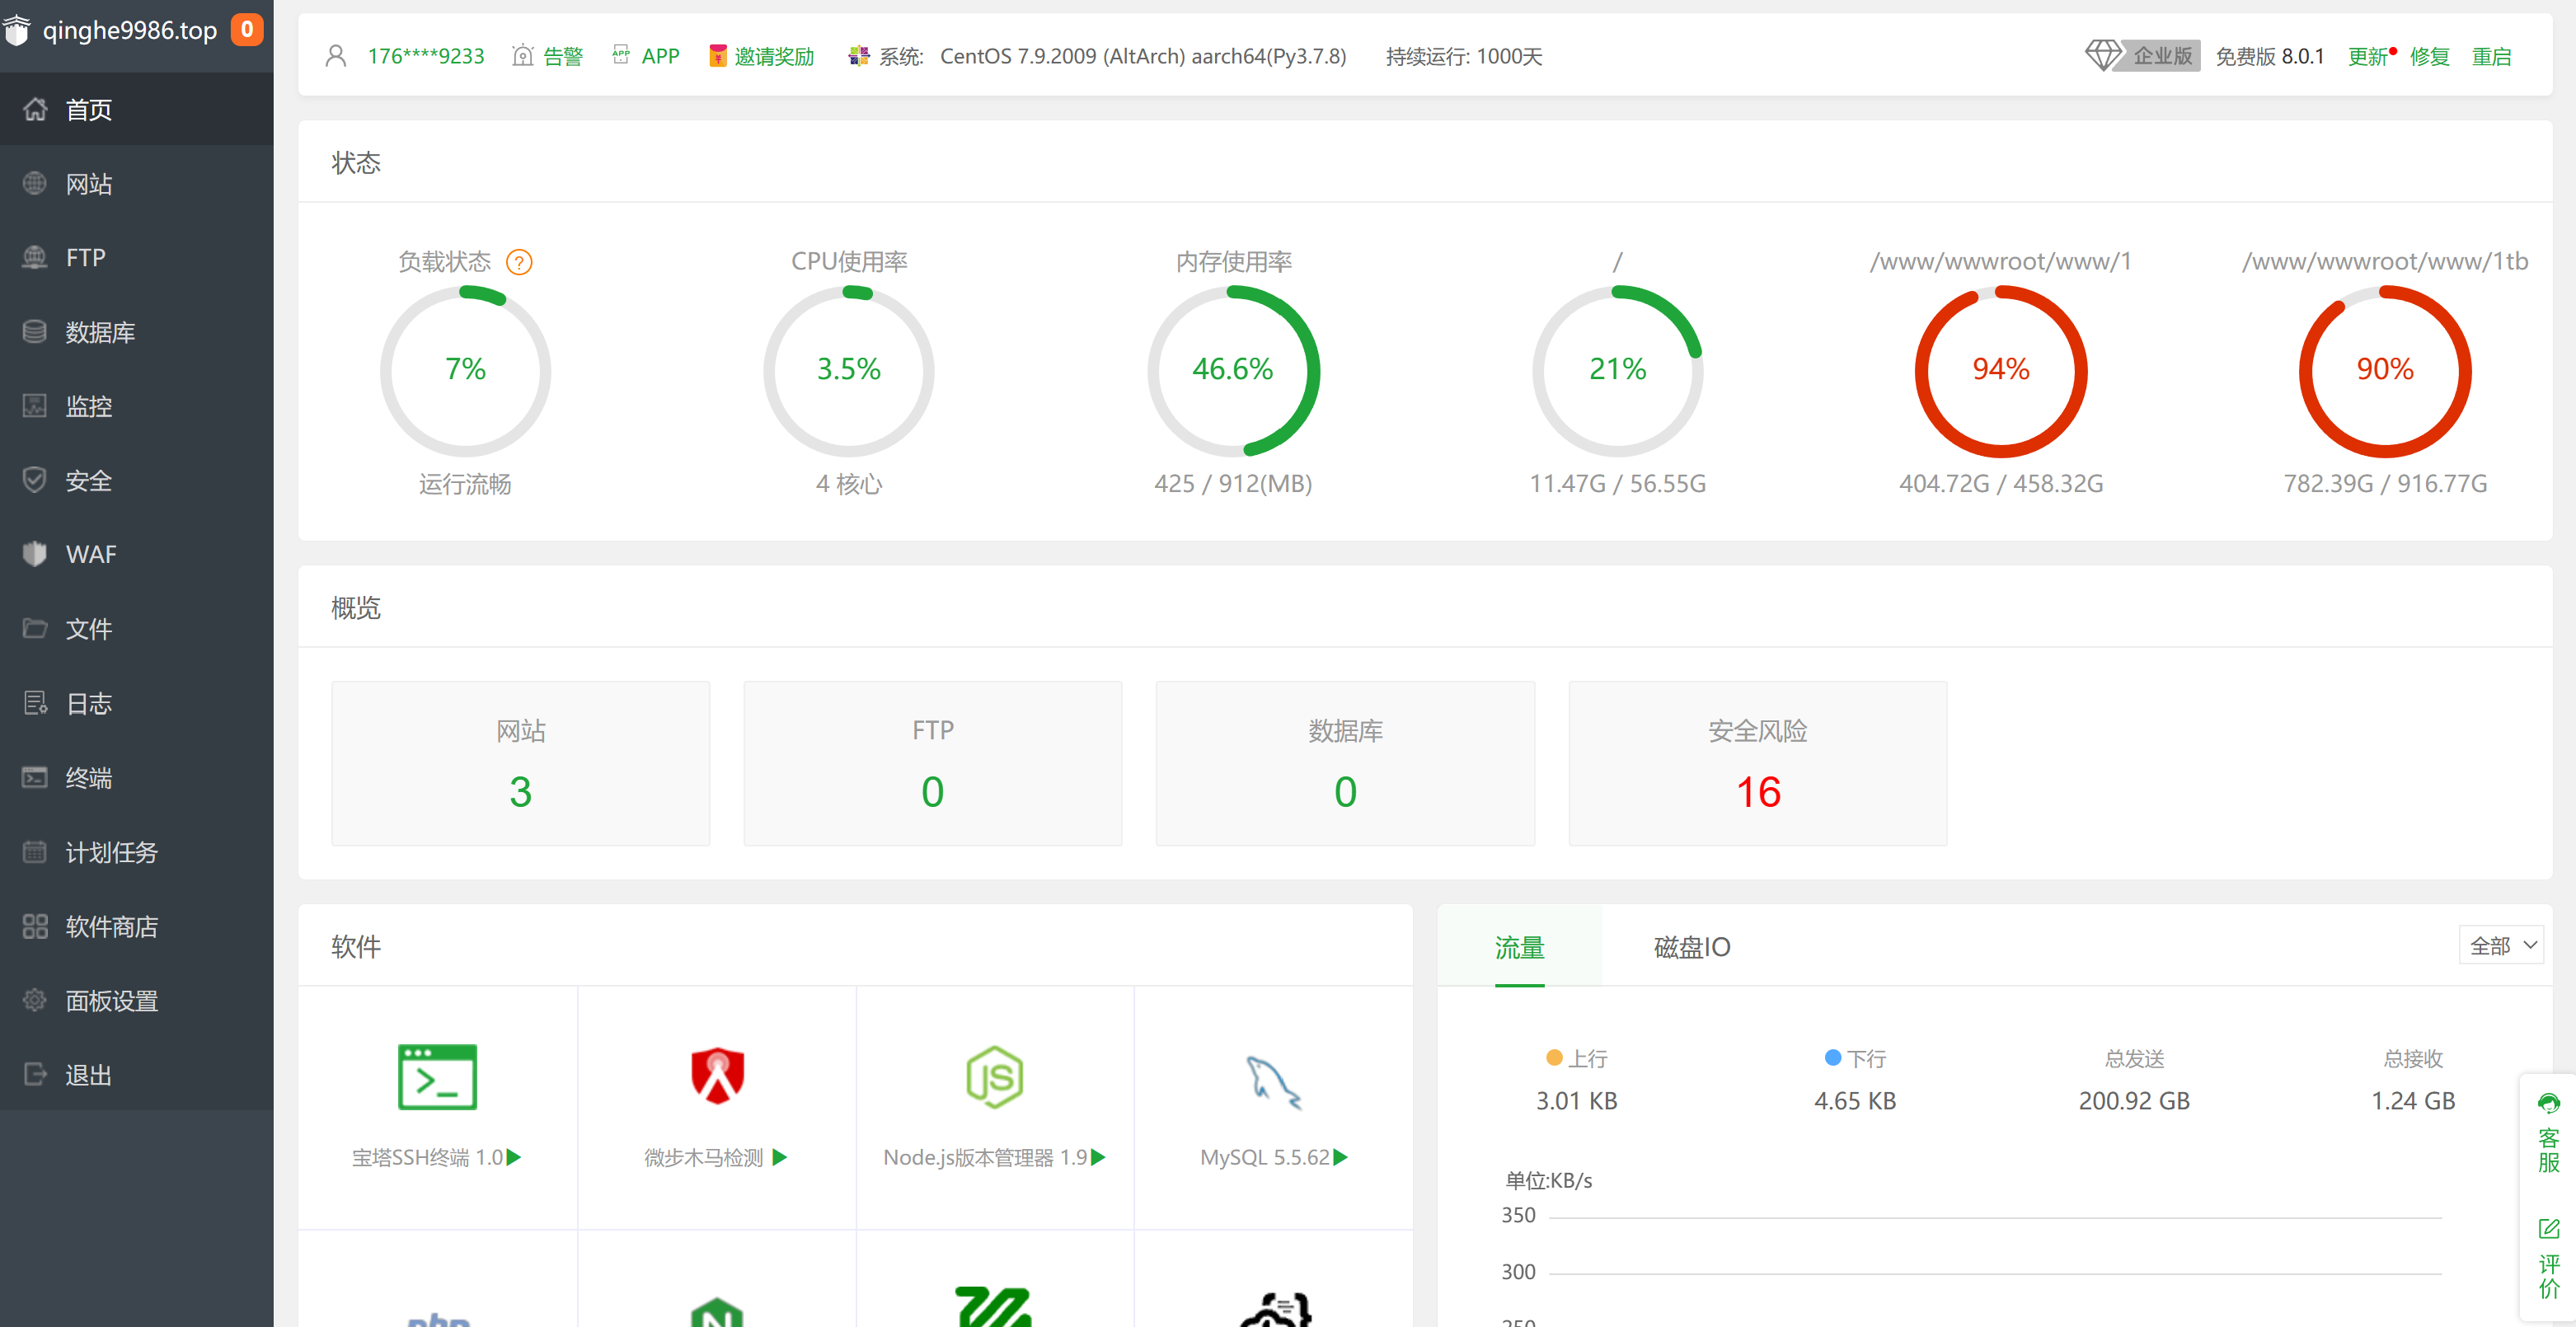 qinghe9986.top 0
首页
网站
FTP
数据库
监控
安全
WAF
文件
日志
终端
计划任务
软件商店
面板设置
退出
176****9233 告警 APP APP 邀请奖励 系统: CentOS 7.9.2009 (AltArch) aarch64(Py3.7.8) 持续运行: 1000天 企业版 免费版 8.0.1 更新 修复 重启
状态
负载状态 ? CPU使用率 内存使用率 / /www/wwwroot/www/1 /www/wwwroot/www/1tb
7% 3.5% 46.6% 21% 94% 90%
运行流畅 4 核心 425 / 912(MB) 11.47G / 56.55G 404.72G / 458.32G 782.39G / 916.77G
概览
网站 FTP 数据库 安全风险
3 0 0 16
软件
宝塔SSH终端 1.0 微步木马检测 Node.js版本管理器 1.9 MySQL 5.5.62
php
流量 磁盘IO 全部
上行 下行 总发送 总接收
3.01 KB 4.65 KB 200.92 GB 1.24 GB
单位:KB/s
350
300
250
客服
评价